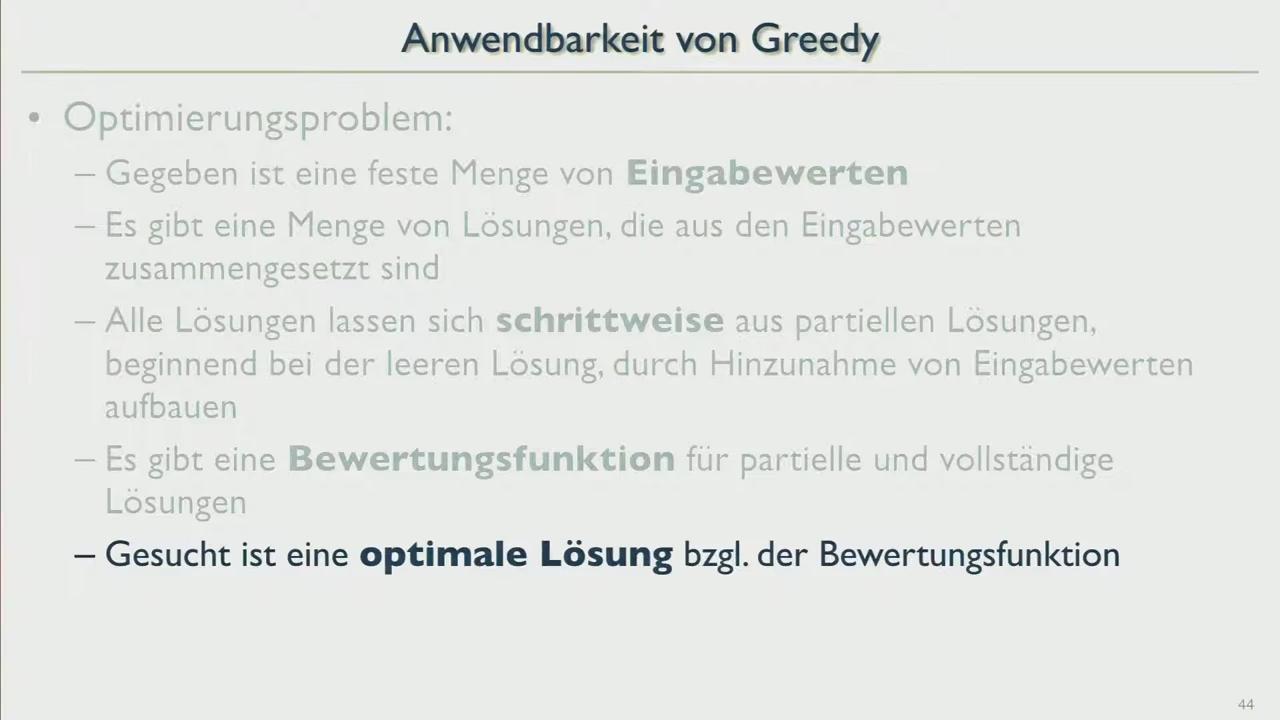 Anwendbarkeit von Greedy
• Optimierungsproblem:
– Gegeben ist eine feste Menge von Eingabewerten
– Es gibt eine Menge von Lösungen, die aus den Eingabewerten
zusammengesetzt sind
– Alle Lösungen lassen sich schrittweise aus partiellen Lösungen,
beginnend bei der leeren Lösung, durch Hinzunahme von Eingabewerten
aufbauen
– Es gibt eine Bewertungsfunktion für partielle und vollständige
Lösungen
– Gesucht ist eine optimale Lösung bzgl. der Bewertungsfunktion
44